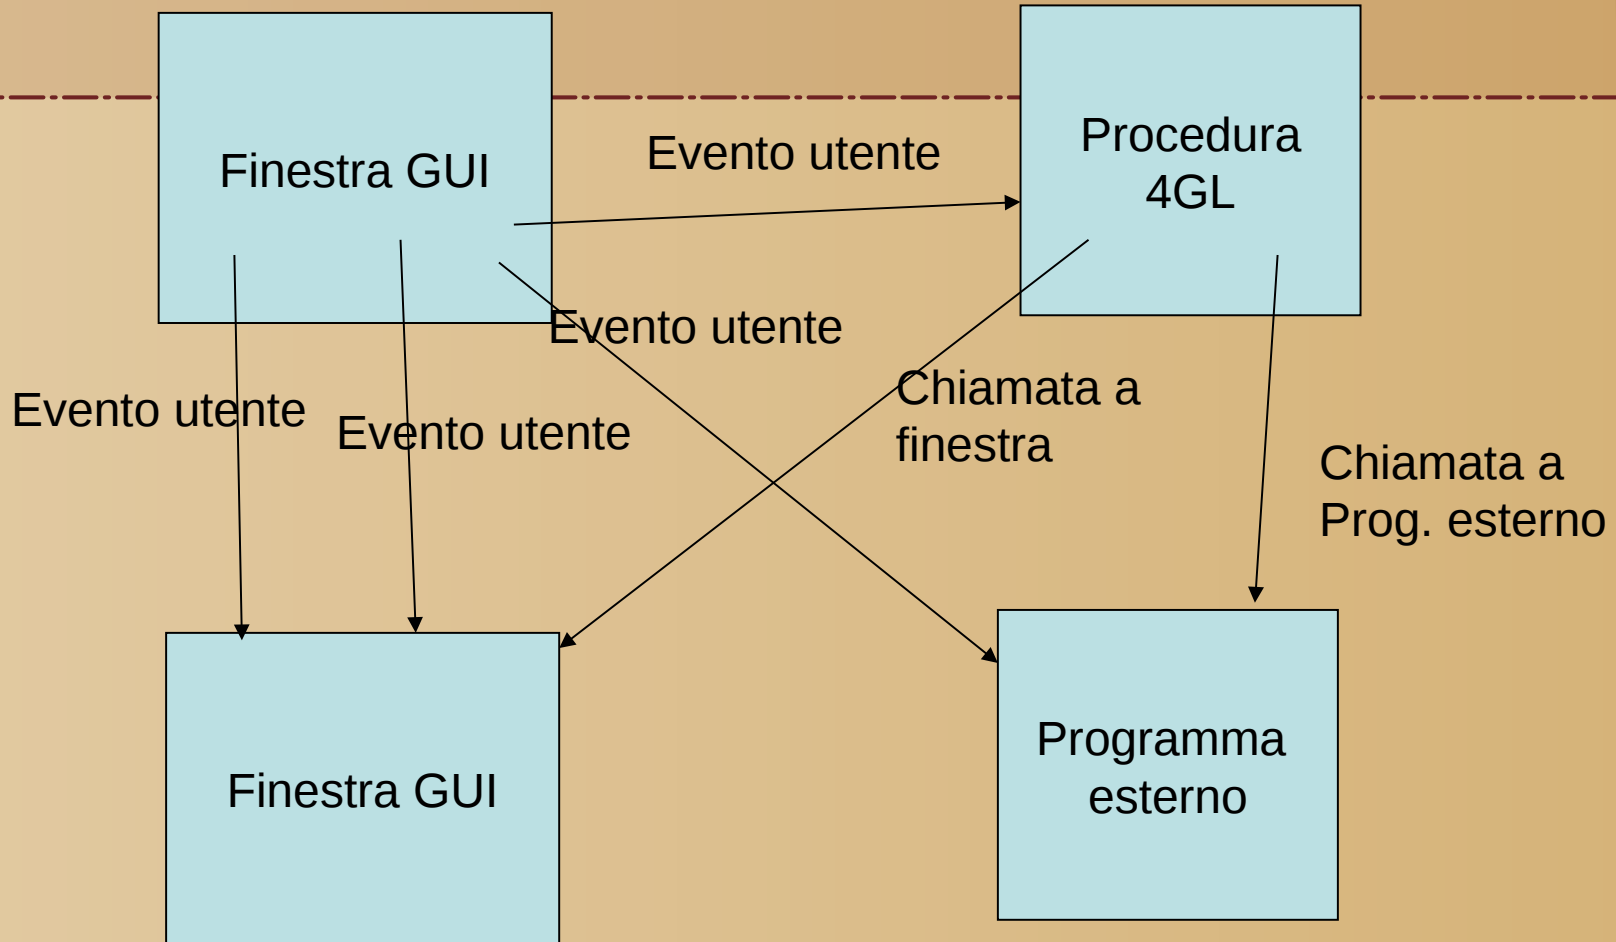 Finestra GUI
Evento utente
Procedura
4GL
Evento utente
Evento utente
Evento utente
Chiamata a
finestra
Chiamata a
Prog. esterno
Finestra GUI
Programma
esterno